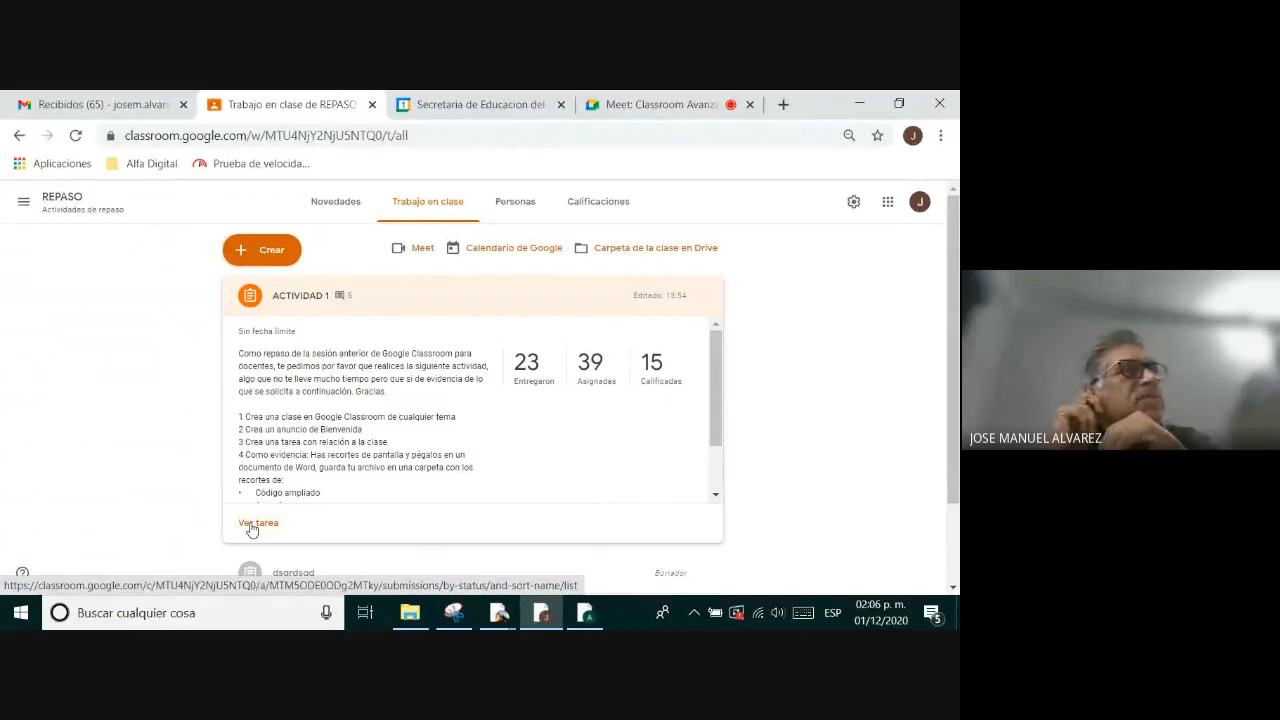 Recibidos (65) - josem.alvar
Trabajo en clase de REPASO
Secretaria de Educacion del
Meet: Classroom Avanz
classroom.google.com/w/MTU4NjY2NjU5NTQ0/t/all
Aplicaciones
Alfa Digital
Prueba de velocida...
REPASO
Actividades de repaso
Novedades
Trabajo en clase
Personas
Calificaciones
J
Crear
Meet
Calendario de Google
Carpeta de la clase en Drive
ACTIVIDAD 1
5
Editado: 13:54
Sin fecha límite
Como repaso de la sesión anterior de Google Classroom para
docentes, te pedimos por favor que realices la siguiente actividad,
algo que no te lleve mucho tiempo pero que si de evidencia de lo
que se solicita a continuación. Gracias.
1 Crea una clase en Google Classroom de cualquier tema
2 Crea un anuncio de Bienvenida
3 Crea una tarea con relación a la clase
4 Como evidencia: Has recortes de pantalla y pégalos en un
documento de Word, guarda tu archivo en una carpeta con los
recortes de:
• Código ampliado
23
Entregaron
39
Asignadas
15
Calificadas
Ver tarea
dsgrdsgd
Borrador
https://classroom.google.com/c/MTU4NjY2NjU5NTQ0/a/MTM5ODE0ODg2MTky/submissions/by-status/and-sort-name/list
Buscar cualquier cosa
ESP
02:06 p. m.
01/12/2020
5
JOSE MANUEL ALVAREZ